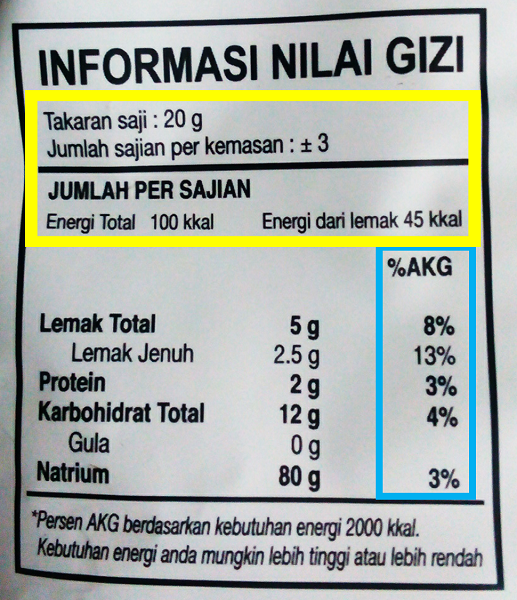 INFORMASI NILAI GIZI
Takaran saji : 20 g
Jumlah sajian per kemasan : ± 3
JUMLAH PER SAJIAN
Energi Total 100 kkal Energi dari lemak 45 kkal
%AKG
Lemak Total 5 g 8%
Lemak Jenuh 2.5 g 13%
Protein 2 g 3%
Karbohidrat Total 12 g 4%
Gula 0 g
Natrium 80 g 3%
*Persen AKG berdasarkan kebutuhan energi 2000 kkal.
Kebutuhan energi anda mungkin lebih tinggi atau lebih rendah